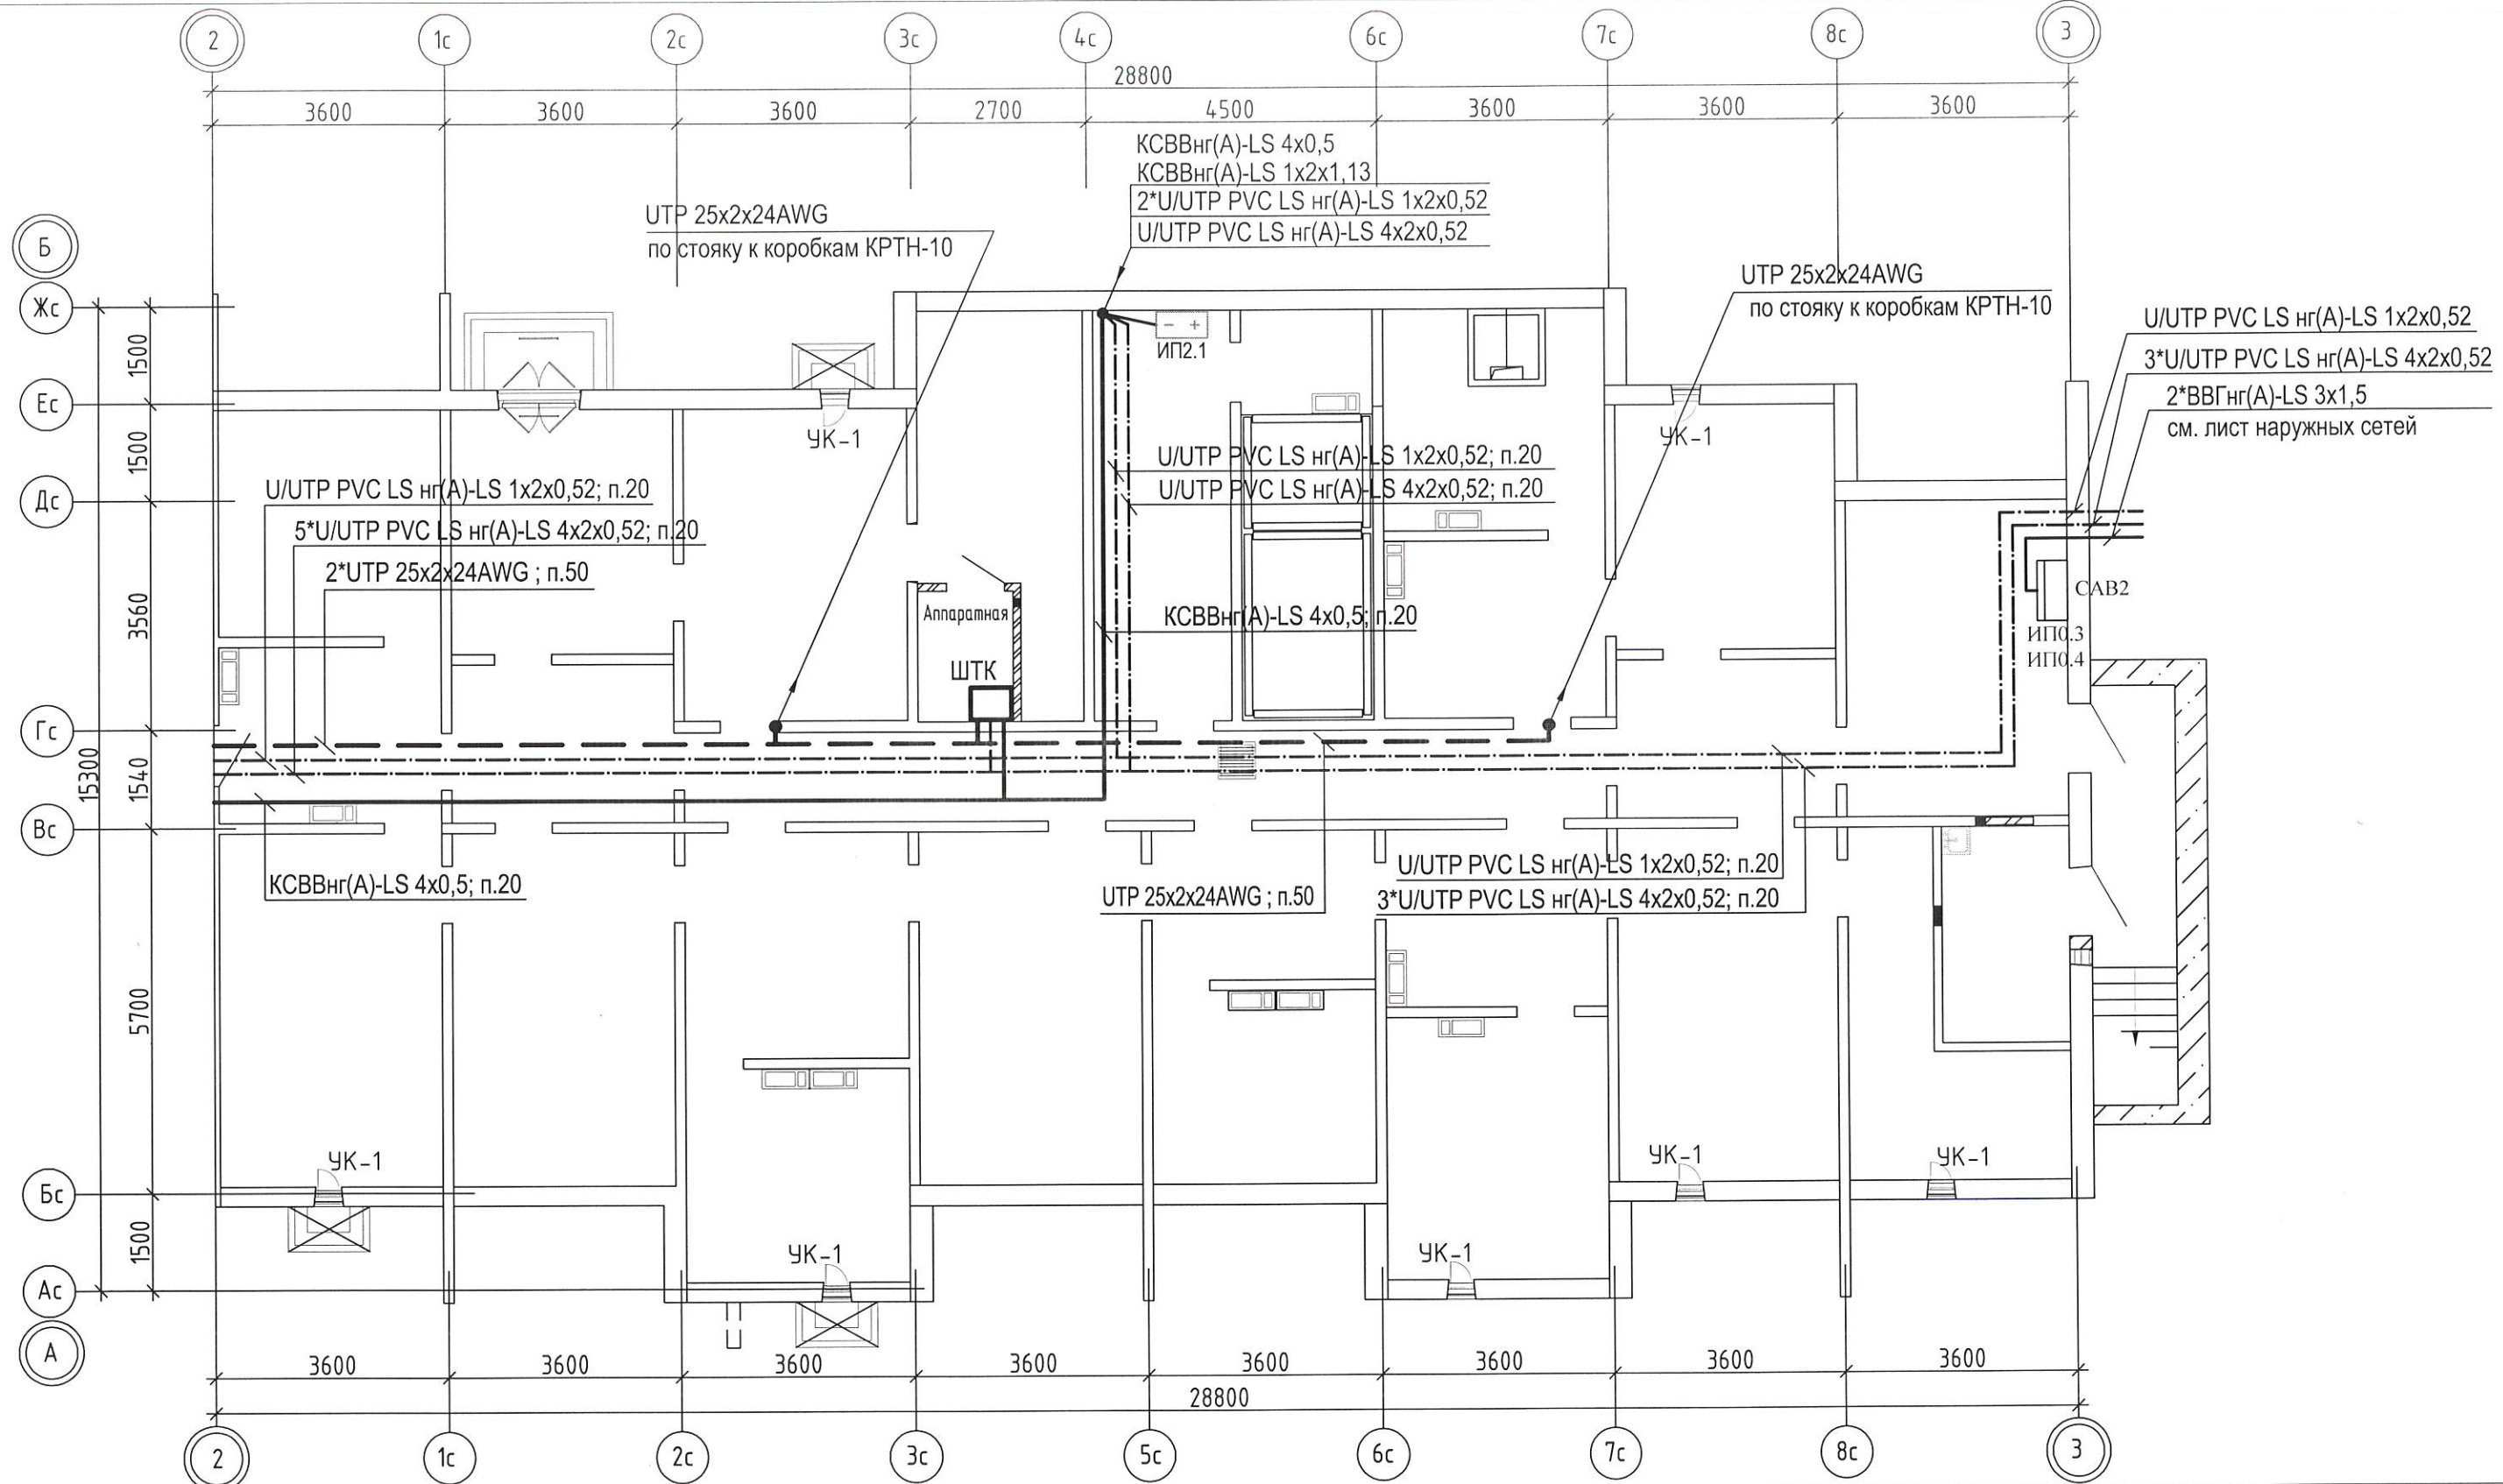 2 1с 2с 3с 4с 6с 7с 8с 3
28800
3600 3600 3600 2700 4500 3600 3600 3600
КСВВнг(А)-LS 4х0,5
КСВВнг(А)-LS 1х2х1,13
2*U/UTP PVC LS нг(А)-LS 1х2х0,52
U/UTP PVC LS нг(А)-LS 4х2х0,52
UTP 25х2х24AWG
по стояку к коробкам КРТН-10
UTP 25х2х24AWG
по стояку к коробкам КРТН-10
U/UTP PVC LS нг(А)-LS 1х2х0,52
3*U/UTP PVC LS нг(А)-LS 4х2х0,52
2*ВВГнг(А)-LS 3х1,5
см. лист наружных сетей
Б
Жс
Ес
Дс
Гс
Вс
Бс
Ас
А
1500
1500
3560
1540
5700
1500
15300
- +
ИП2.1
УК-1
УК-1
U/UTP PVC LS нг(А)-LS 1х2х0,52; п.20
U/UTP PVC LS нг(А)-LS 4х2х0,52; п.20
U/UTP PVC LS нг(А)-LS 1х2х0,52; п.20
5*U/UTP PVC LS нг(А)-LS 4х2х0,52; п.20
2*UTP 25х2х24AWG ; п.50
Аппаратная
ШТК
КСВВнг(А)-LS 4х0,5; п.20
САВ2
ИП0.3
ИП0.4
КСВВнг(А)-LS 4х0,5; п.20
UTP 25х2х24AWG ; п.50
U/UTP PVC LS нг(А)-LS 1х2х0,52; п.20
3*U/UTP PVC LS нг(А)-LS 4х2х0,52; п.20
УК-1
УК-1
УК-1
УК-1
УК-1
3600 3600 3600 3600 3600 3600 3600 3600
28800
2 1с 2с 3с 5с 6с 7с 8с 3